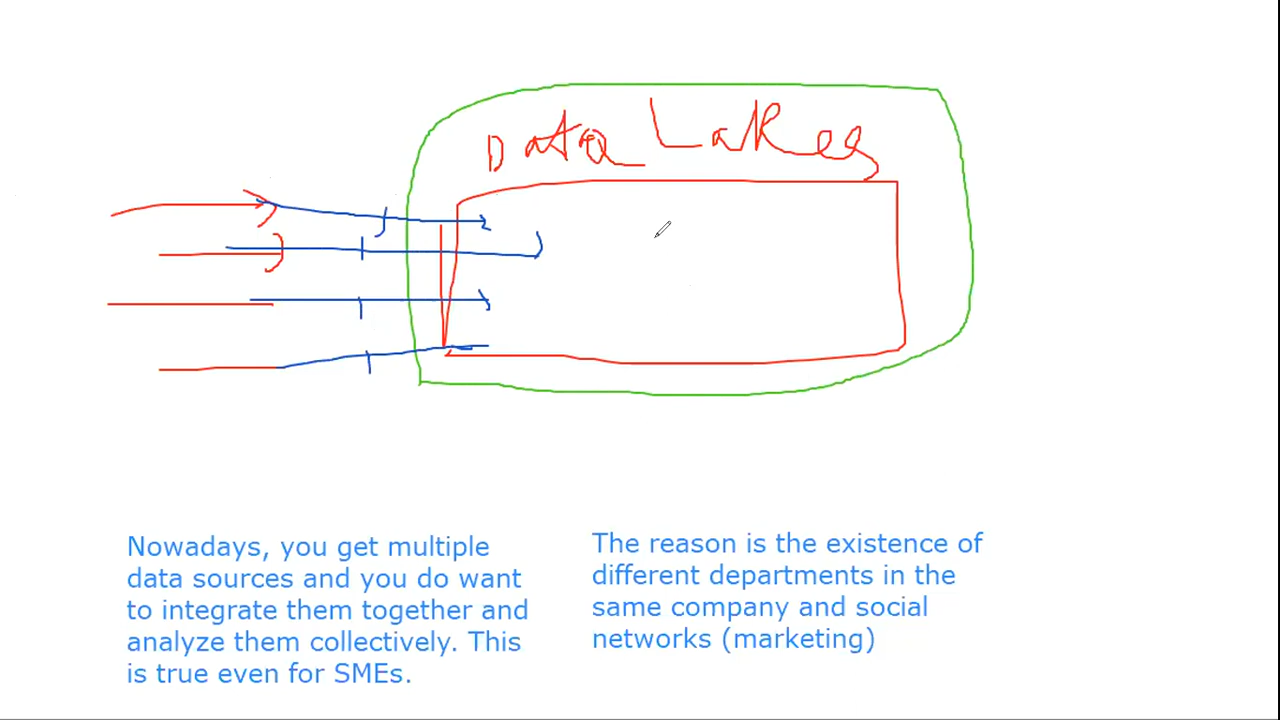 Data Lakes
Nowadays, you get multiple
data sources and you do want
to integrate them together and
analyze them collectively. This
is true even for SMEs.
The reason is the existence of
different departments in the
same company and social
networks (marketing)